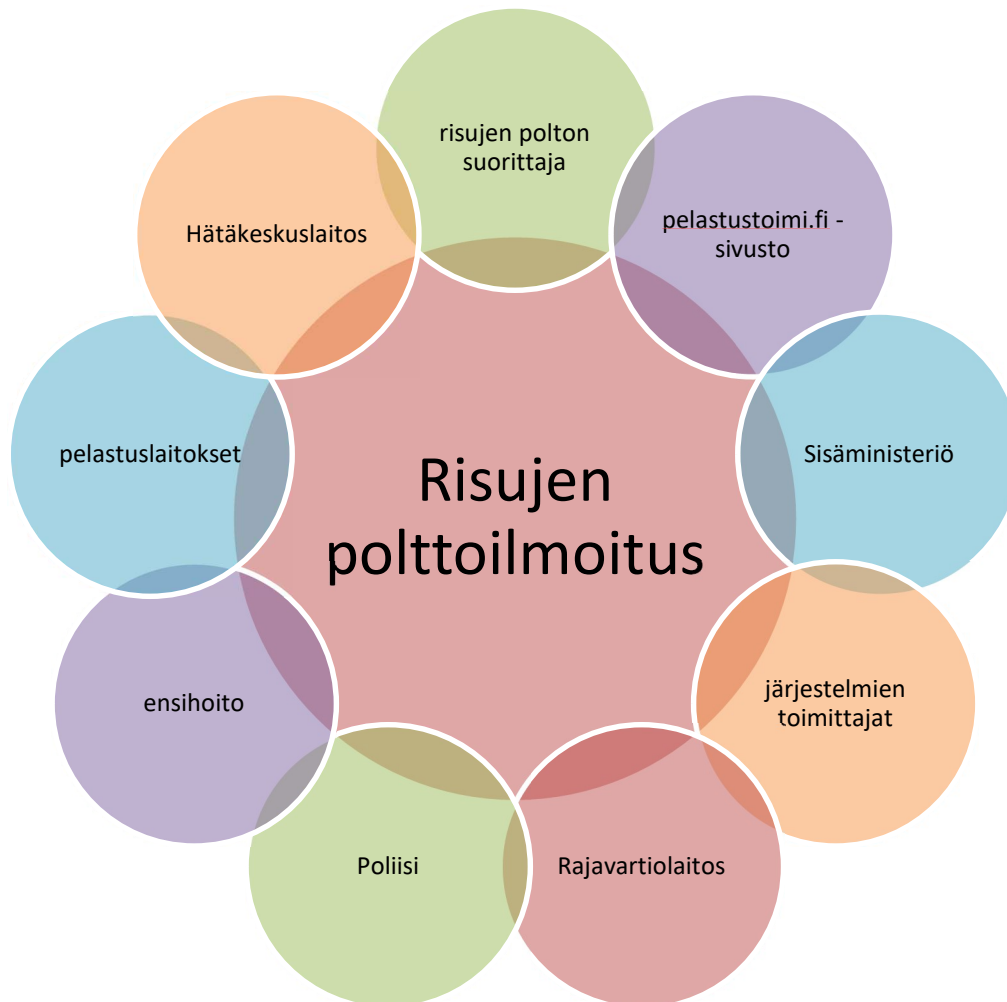 risujen polton
suorittaja
pelastustoimi.fi -
sivusto
Sisäministeriö
järjestelmien
toimittajat
Rajavartiolaitos
Poliisi
ensihoito
pelastuslaitokset
Hätäkeskuslaitos
Risujen
polttoilmoitus